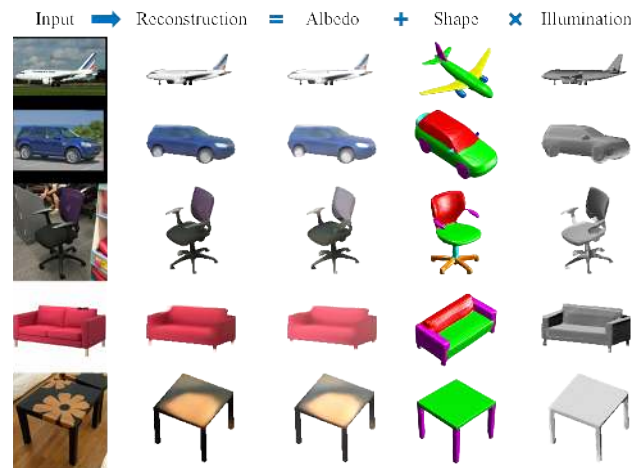 Input → Reconstruction = Albedo + Shape × Illumination